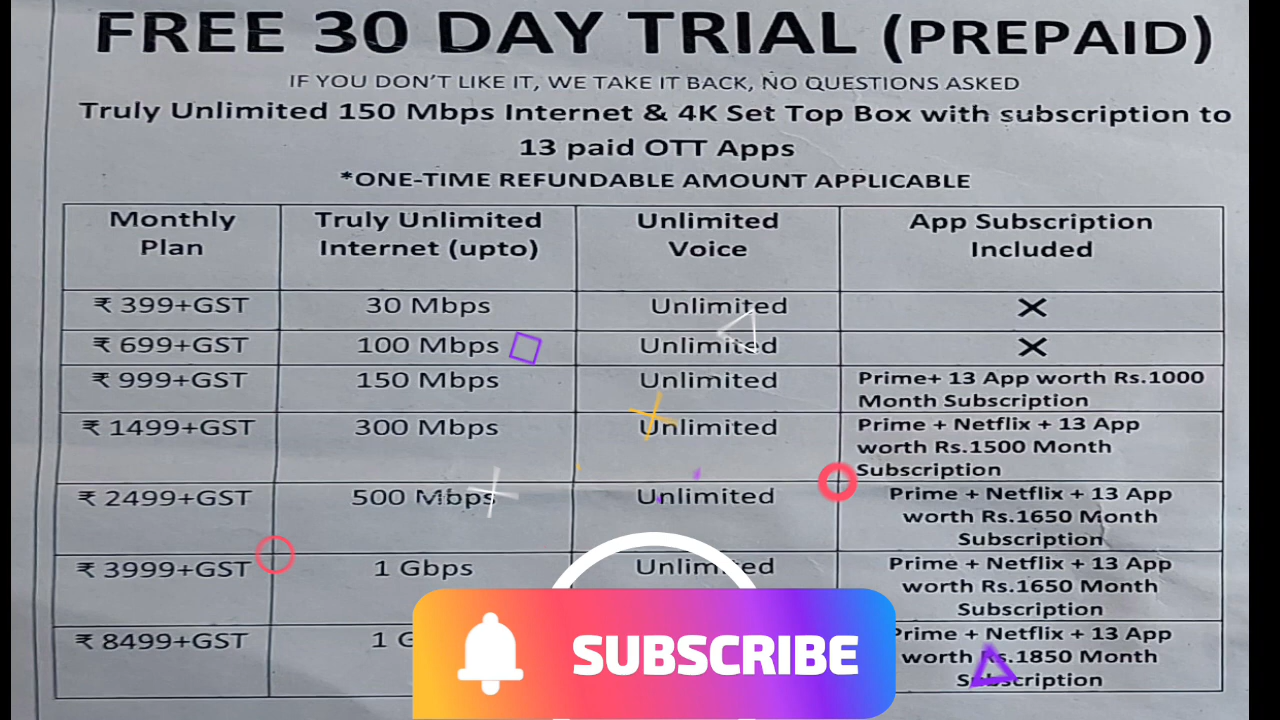 FREE 30 DAY TRIAL (PREPAID)
IF YOU DON'T LIKE IT, WE TAKE IT BACK, NO QUESTIONS ASKED
Truly Unlimited 150 Mbps Internet & 4K Set Top Box with subscription to
13 paid OTT Apps
*ONE-TIME REFUNDABLE AMOUNT APPLICABLE
Monthly Plan
Truly Unlimited Internet (upto)
Unlimited Voice
App Subscription Included
₹ 399+GST 30 Mbps Unlimited X
₹ 699+GST 100 Mbps Unlimited X
₹ 999+GST 150 Mbps Unlimited Prime+ 13 App worth Rs.1000
Month Subscription
₹ 1499+GST 300 Mbps Unlimited Prime + Netflix + 13 App
worth Rs.1500 Month
Subscription
₹ 2499+GST 500 Mbps Unlimited Prime + Netflix + 13 App
worth Rs.1650 Month
Subscription
₹ 3999+GST 1 Gbps Unlimited Prime + Netflix + 13 App
worth Rs.1650 Month
Subscription
₹ 8499+GST 1 Prime + Netflix + 13 App
worth Rs.1850 Month
Subscription
SUBSCRIBE